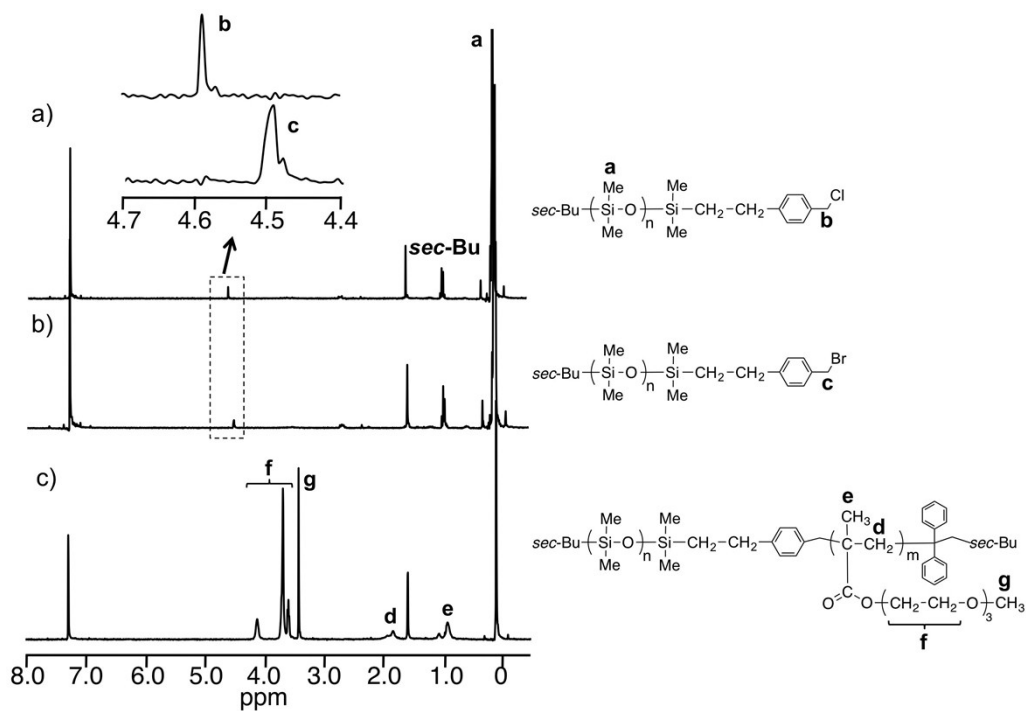 b
a
a)
c
4.7 4.6 4.5 4.4
sec-Bu
a
Me Me
sec-Bu ( Si O ) n Si CH2 CH2 Cl
Me Me b
b)
Me Me
sec-Bu ( Si O ) n Si CH2 CH2 Br
Me Me c
c)
f
g
d
e
8.0 7.0 6.0 5.0 4.0 3.0 2.0 1.0 0
ppm
e
CH3 d
Me Me
sec-Bu ( Si O ) n Si CH2 CH2 ( C CH2 ) m sec-Bu
Me Me
g
O C O ( CH2 CH2 O ) 3 CH3
f